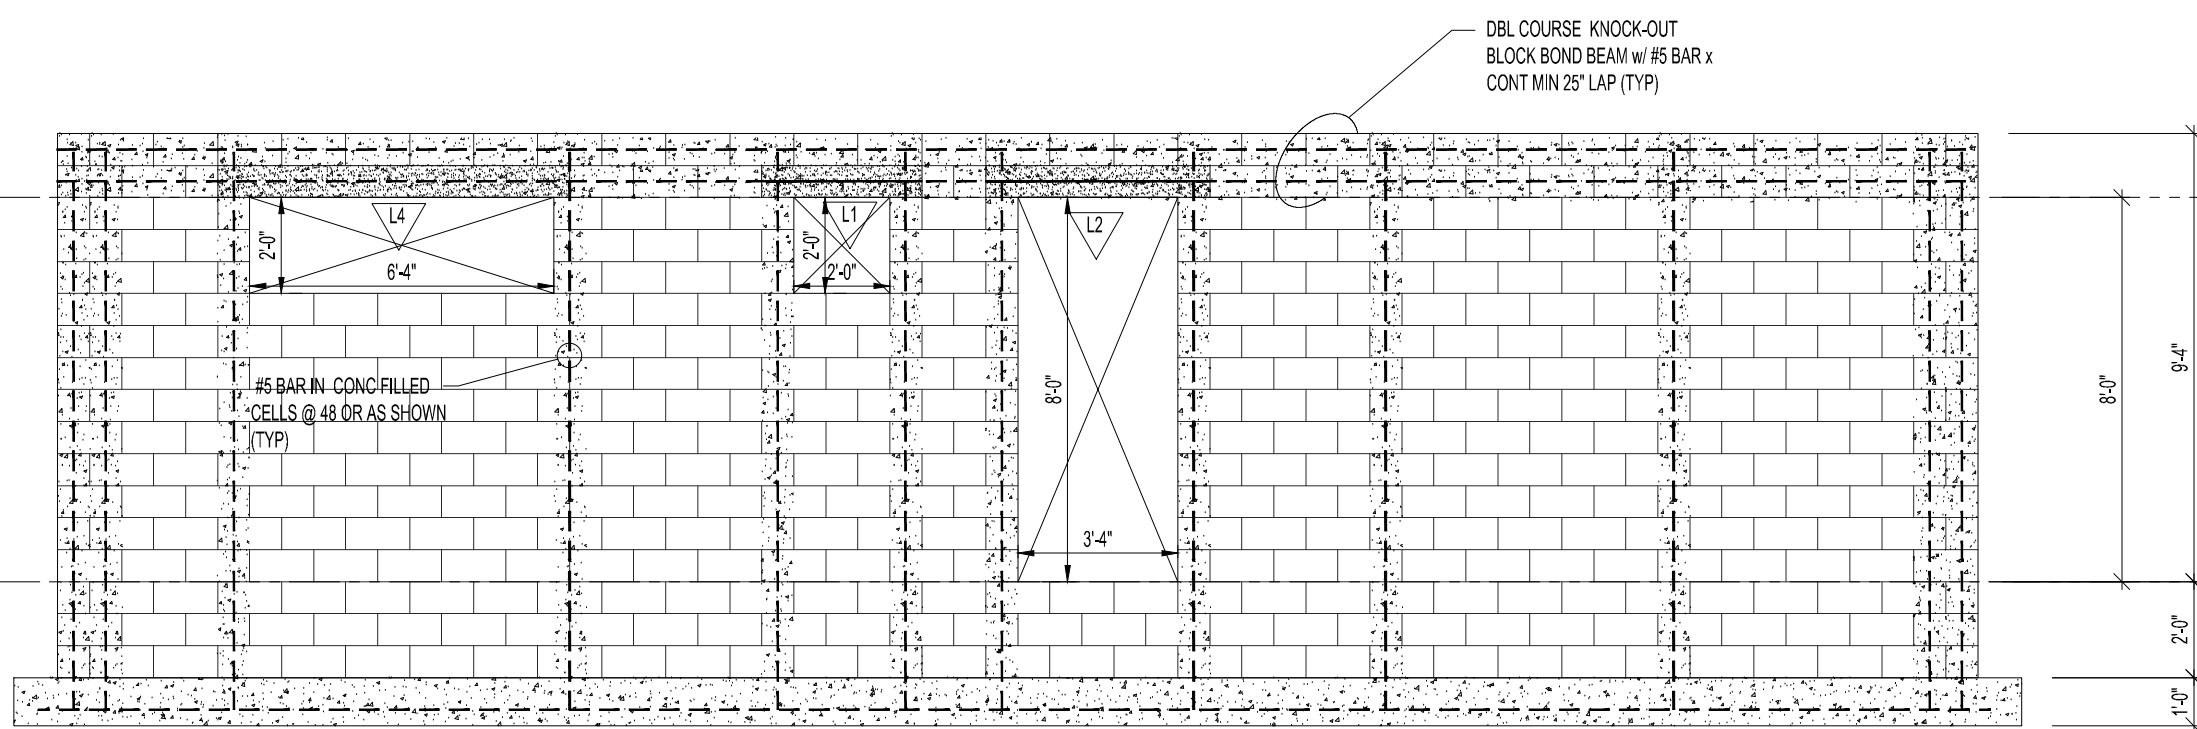 DBL COURSE KNOCK-OUT
BLOCK BOND BEAM w/ #5 BAR x
CONT MIN 25" LAP (TYP)
L4
2'-0"
6'-4"
L1
2'-0"
2'-0"
L2
8'-0"
3'-4"
#5 BAR IN CONC FILLED
CELLS @ 48 OR AS SHOWN
(TYP)
9'-4"
8'-0"
2'-0"
1'-0"